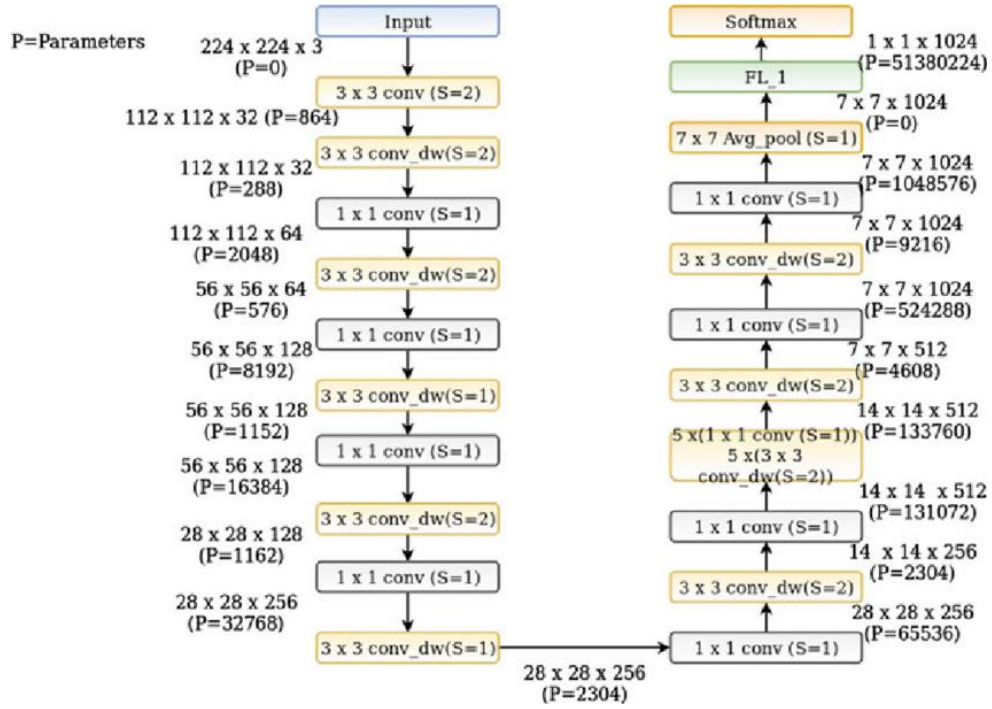 P=Parameters
Input
224 x 224 x 3
(P=0)
3 x 3 conv (S=2)
112 x 112 x 32 (P=864)
3 x 3 conv_dw(S=2)
112 x 112 x 32
(P=288)
1 x 1 conv (S=1)
112 x 112 x 64
(P=2048)
3 x 3 conv_dw(S=2)
56 x 56 x 64
(P=576)
1 x 1 conv (S=1)
56 x 56 x 128
(P=8192)
3 x 3 conv_dw(S=1)
56 x 56 x 128
(P=1152)
1 x 1 conv (S=1)
56 x 56 x 128
(P=16384)
3 x 3 conv_dw(S=2)
28 x 28 x 128
(P=1162)
1 x 1 conv (S=1)
28 x 28 x 256
(P=32768)
3 x 3 conv_dw(S=1)
28 x 28 x 256
(P=2304)
Softmax
1 x 1 x 1024
(P=51380224)
FL_1
7 x 7 x 1024
(P=0)
7 x 7 Avg_pool (S=1)
7 x 7 x 1024
(P=1048576)
1 x 1 conv (S=1)
7 x 7 x 1024
(P=9216)
3 x 3 conv_dw(S=2)
7 x 7 x 1024
(P=524288)
1 x 1 conv (S=1)
7 x 7 x 512
(P=4608)
3 x 3 conv_dw(S=2)
14 x 14 x 512
(P=133760)
5 x(1 x 1 conv (S=1))
5 x(3 x 3
conv_dw(S=2))
14 x 14 x 512
(P=131072)
1 x 1 conv (S=1)
14 x 14 x 256
(P=2304)
3 x 3 conv_dw(S=2)
28 x 28 x 256
(P=65536)
1 x 1 conv (S=1)